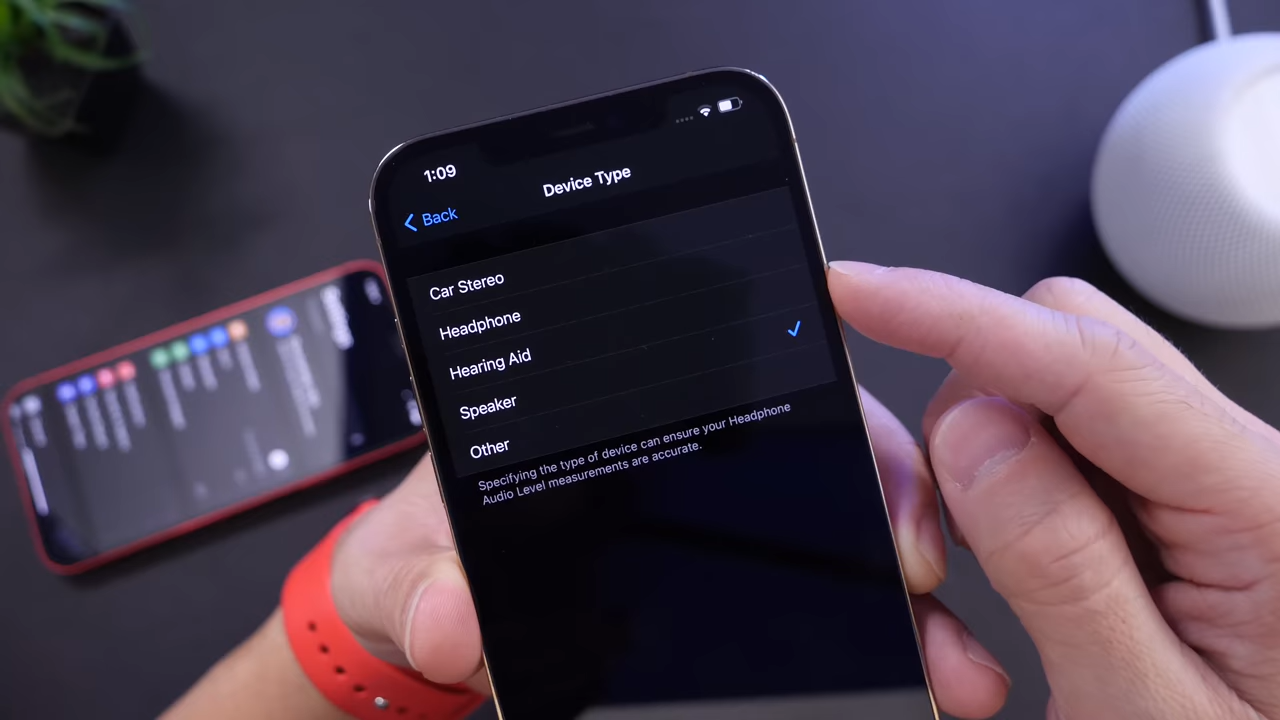 1:09
Device Type
Back
Car Stereo
Headphone
Hearing Aid
Speaker
Other
Specifying the type of device can ensure your Headphone
Audio Level measurements are accurate.